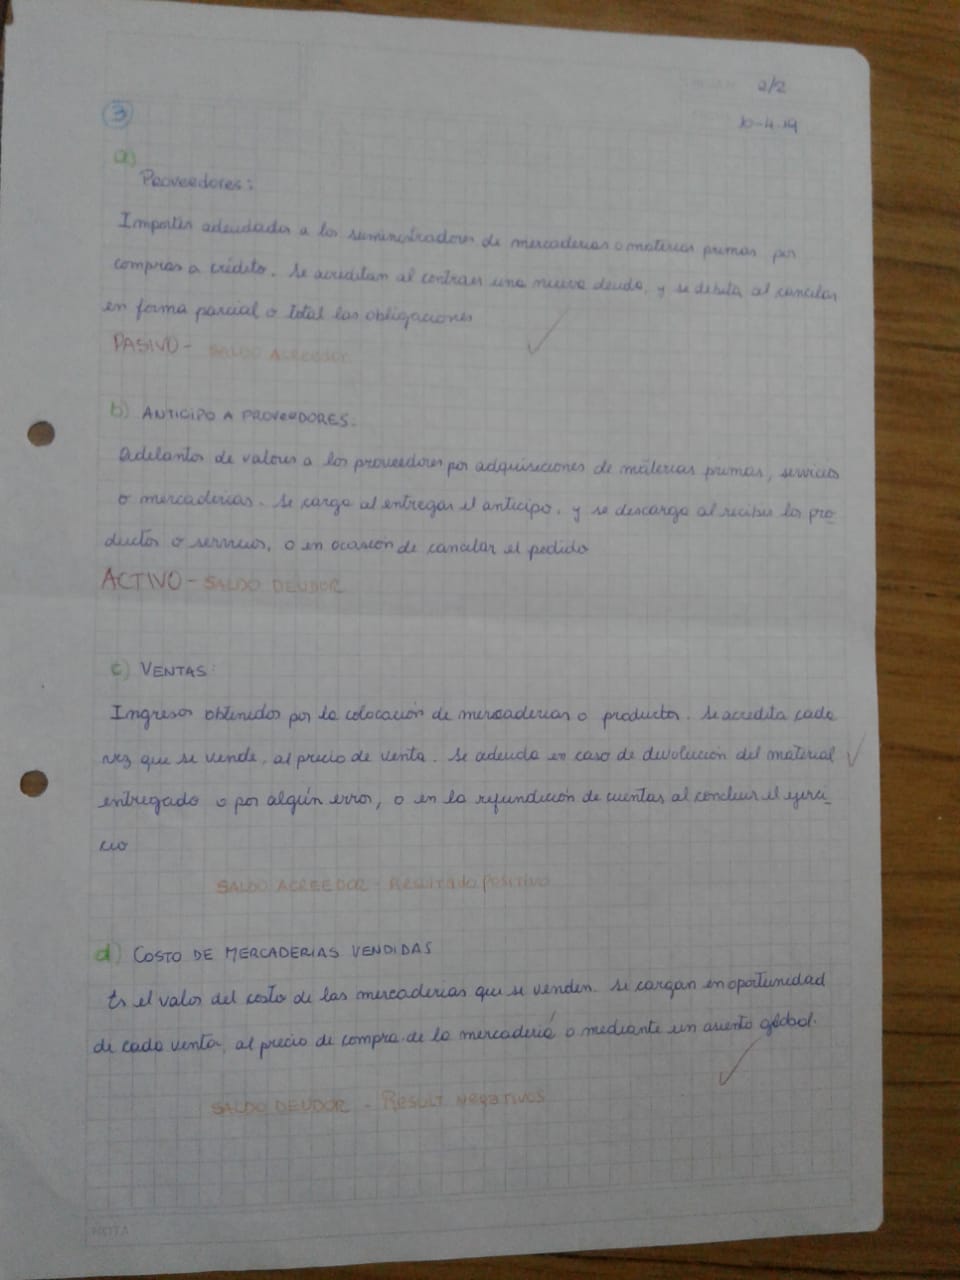 2/2
10-4-19
3
a)
Proveedores:
Importes adeudados a los suministradores de mercaderias o materias primas por
compras a crédito. Se acreditan al contraer una nueva deuda, y se debita al cancelar
en forma parcial o total las obligaciones
PASIVO - SALDO Acreedor
b) ANTICIPO A PROVEEDORES.
Adelantos de valores a los proveedores por adquisiciones de materias primas, servicios
o mercaderias. Se carga al entregar el anticipo, y se descarga al recibir los pro-
ductos o servicios, o en ocasión de cancelar el pedido
ACTIVO - SALDO DEUDOR
c) VENTAS:
Ingresos obtenidos por la colocación de mercaderias o productos. Se acredita cada
vez que se vende, al precio de venta. Se adeuda en caso de devolución del material
entregado o por algún error, o en la refundición de cuentas al concluir el ejerci-
cio
SALDO ACREEDOR - Resultado Positivo
d) COSTO DE MERCADERIAS VENDIDAS
Es el valor del costo de las mercaderias que se venden. Se cargan en oportunidad
de cada venta, al precio de compra de la mercadería o mediante un asiento global.
SALDO DEUDOR - Result Negativos
NOTA